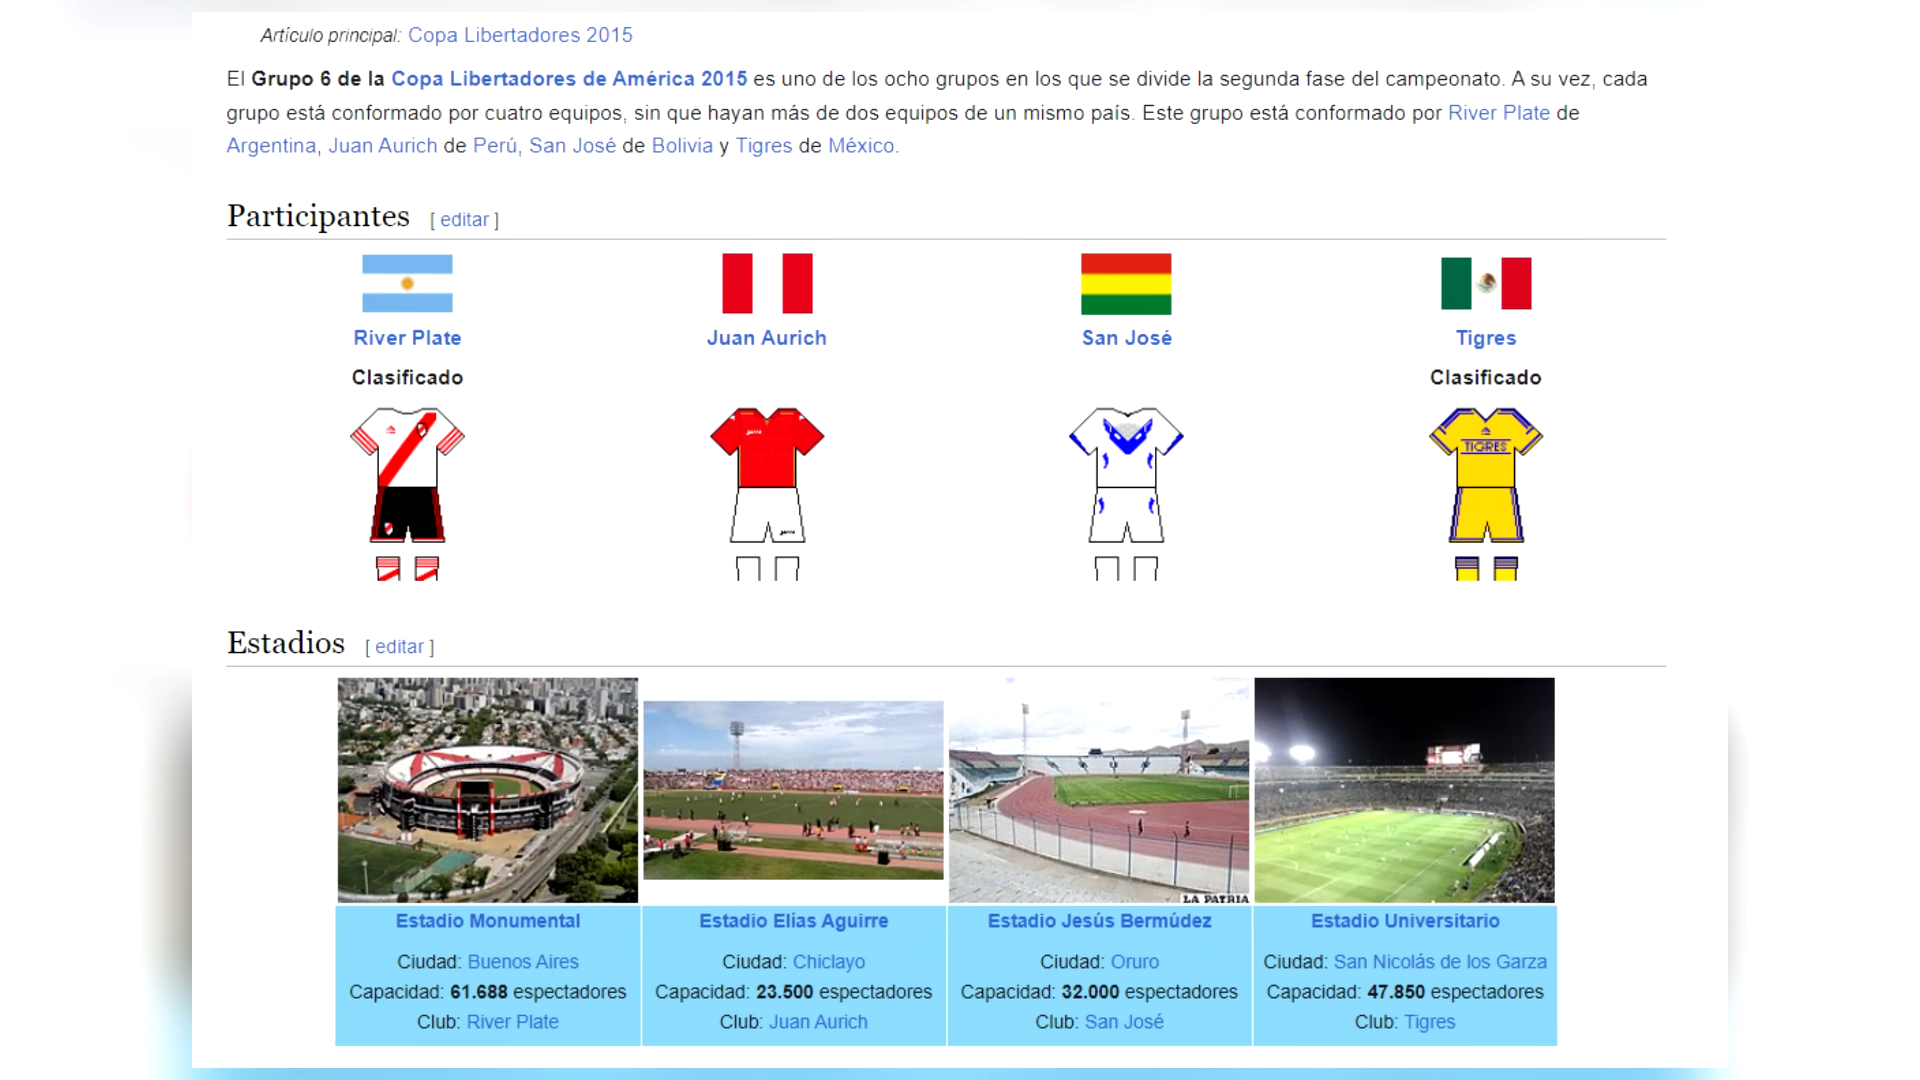 Artículo principal: Copa Libertadores 2015
El Grupo 6 de la Copa Libertadores de América 2015 es uno de los ocho grupos en los que se divide la segunda fase del campeonato. A su vez, cada
grupo está conformado por cuatro equipos, sin que hayan más de dos equipos de un mismo país. Este grupo está conformado por River Plate de
Argentina, Juan Aurich de Perú, San José de Bolivia y Tigres de México.
Participantes [ editar ]
River Plate Juan Aurich San José Tigres
Clasificado Clasificado
TIGRES
Estadios [ editar ]
LA PATRIA
Estadio Monumental
Ciudad: Buenos Aires
Capacidad: 61.688 espectadores
Club: River Plate
Estadio Elías Aguirre
Ciudad: Chiclayo
Capacidad: 23.500 espectadores
Club: Juan Aurich
Estadio Jesús Bermúdez
Ciudad: Oruro
Capacidad: 32.000 espectadores
Club: San José
Estadio Universitario
Ciudad: San Nicolás de los Garza
Capacidad: 47.850 espectadores
Club: Tigres